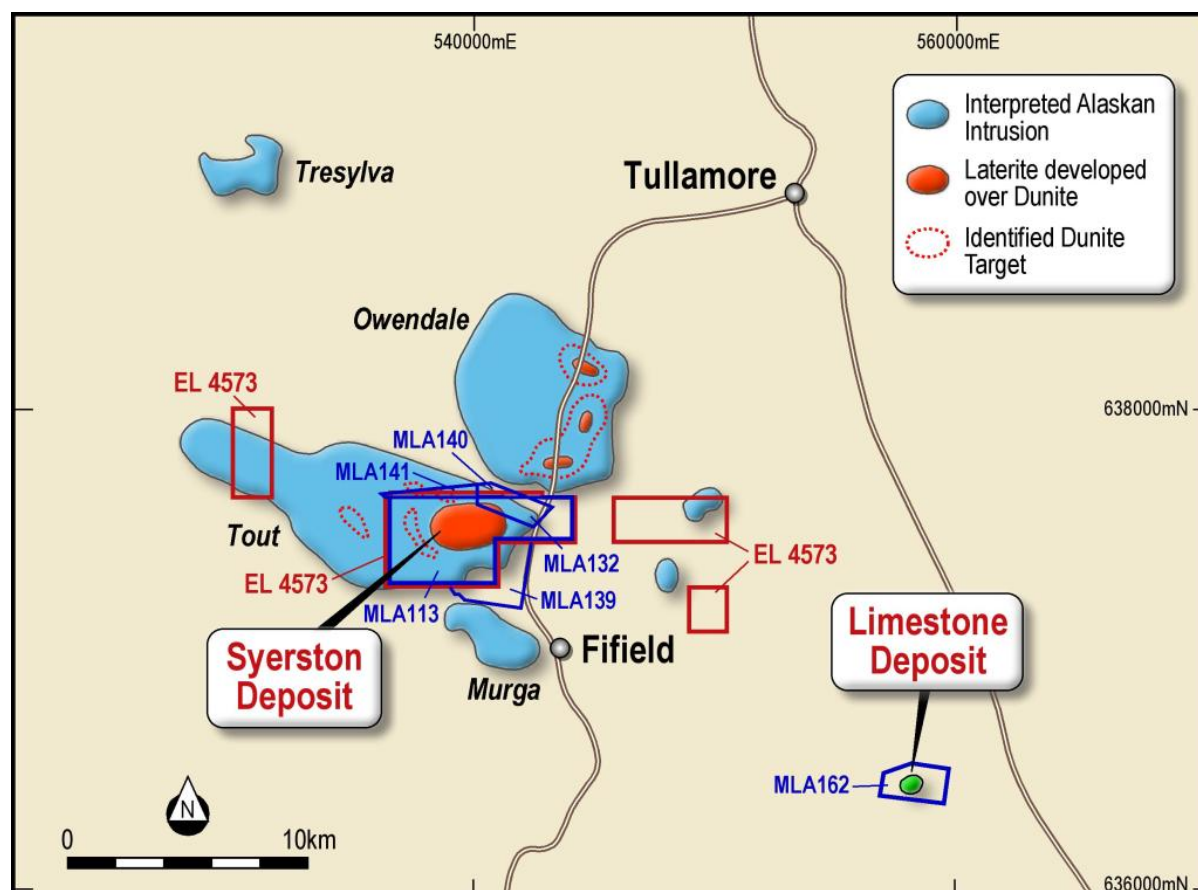 540000mE
560000mE
Interpreted Alaskan
Intrusion
Laterite developed
over Dunite
Identified Dunite
Target
Tresylva
Tullamore
Owendale
EL 4573
638000mN
MLA140
MLA141
Tout
EL 4573
MLA132
EL 4573
MLA113
MLA139
Syerston
Deposit
Murga
Fifield
Limestone
Deposit
MLA162
N
0
10km
636000mN